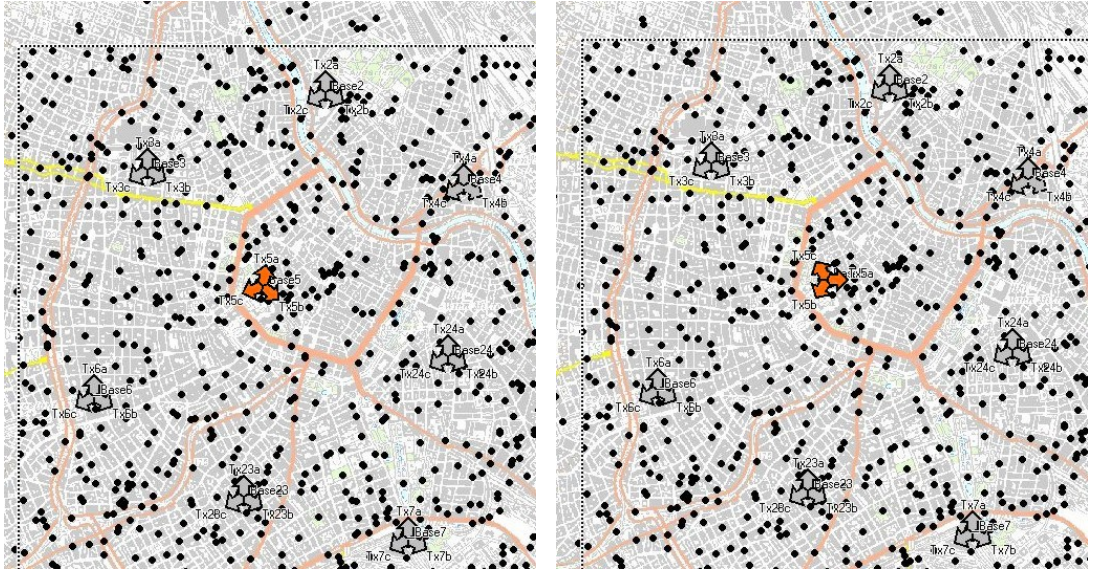 Tx2a
Base2
Tx2c
Tx2b
Tx3a
Base3
Tx3c
Tx3b
Tx4a
Base4
Tx4c
Tx4b
Tx5a
Base5
Tx5c
Tx5b
Tx24a
Base24
Tx24c
Tx24b
Tx6a
Base6
Tx6c
Tx6b
Tx23a
Base23
Tx23c
Tx23b
Tx7a
Base7
Tx7c
Tx7b
Tx2a
Base2
Tx2c
Tx2b
Tx3a
Base3
Tx3c
Tx3b
Tx4a
Base4
Tx4c
Tx4b
Tx5c
Tx5a
Tx5b
Tx24a
Base24
Tx24c
Tx24b
Tx6a
Base6
Tx6c
Tx6b
Tx23a
Base23
Tx23c
Tx23b
Tx7a
Base7
Tx7c
Tx7b